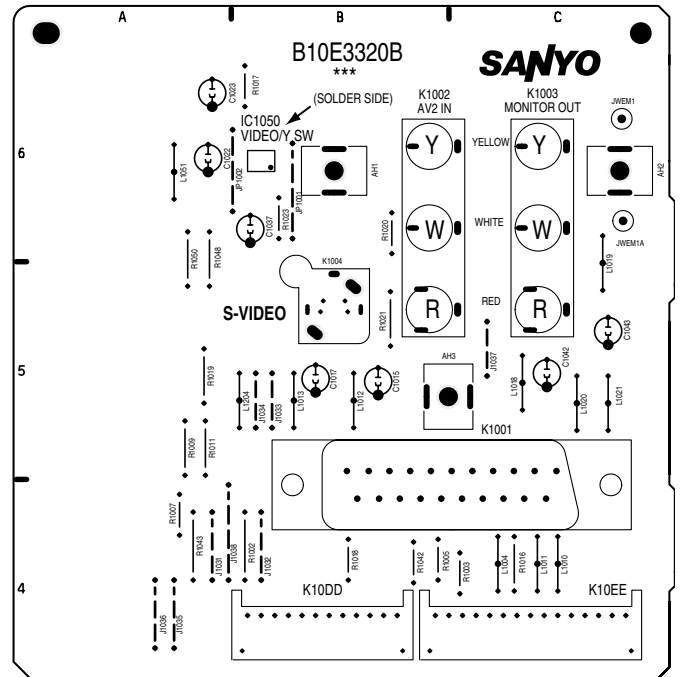 A B C
B10E3320B
***
SANYO
C1023
R1017
(SOLDER SIDE)
K1002
AV2 IN
K1003
MONITOR OUT
JWEM1
IC1050
VIDEO/Y SW
6
L1051
C1022
JP1002
JP1001
AH1
Y
YELLOW
Y
AH2
C1037
R1023
R1020
W
WHITE
W
JWEM1A
R1050
R1048
K1004
L1019
S-VIDEO
R1021
R
RED
R
C1043
J1037
5
R1019
L1204
J1034
J1033
L1013
C1017
L1012
C1015
AH3
L1018
C1042
L1020
L1021
R1009
R1011
K1001
R1007
R1043
J1031
J1038
R1002
J1032
R1018
R1042
R1005
R1003
L1004
R1016
L1011
L1010
4
K10DD
K10EE
J1036
J1035